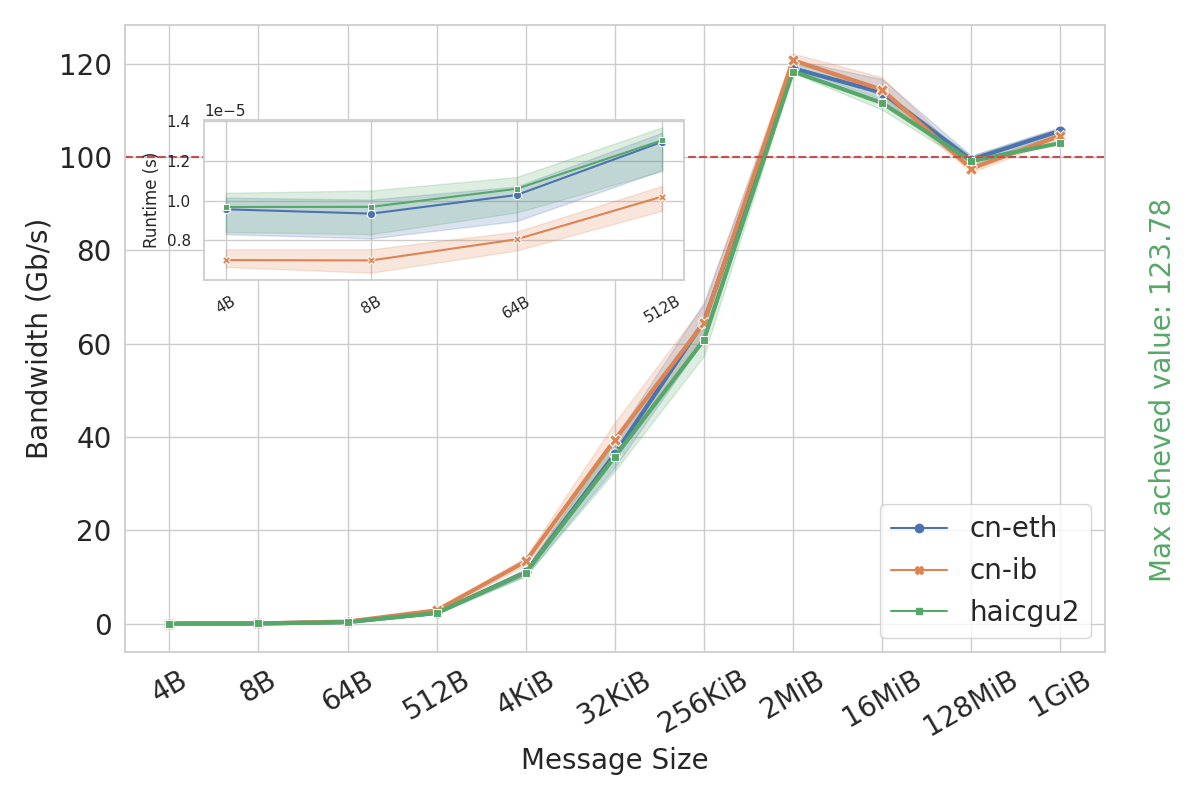 120
100
80
60
40
20
0
Bandwidth (Gb/s)
1e−5
1.4
1.2
1.0
0.8
Runtime (s)
4B
8B
64B
512B
cn-eth
cn-ib
haicgu2
4B
8B
64B
512B
4KiB
32KiB
256KiB
2MiB
16MiB
128MiB
1GiB
Message Size
Max acheved value: 123.78